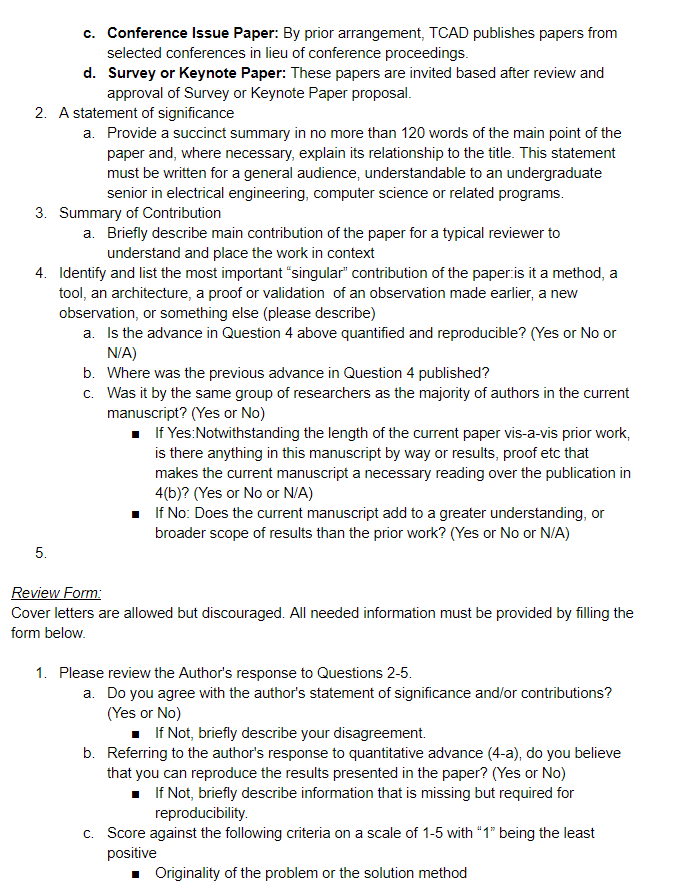 c. Conference Issue Paper: By prior arrangement, TCAD publishes papers from
selected conferences in lieu of conference proceedings.
d. Survey or Keynote Paper: These papers are invited based after review and
approval of Survey or Keynote Paper proposal.
2. A statement of significance
a. Provide a succinct summary in no more than 120 words of the main point of the
paper and, where necessary, explain its relationship to the title. This statement
must be written for a general audience, understandable to an undergraduate
senior in electrical engineering, computer science or related programs.
3. Summary of Contribution
a. Briefly describe main contribution of the paper for a typical reviewer to
understand and place the work in context
4. Identify and list the most important “singular” contribution of the paper:is it a method, a
tool, an architecture, a proof or validation of an observation made earlier, a new
observation, or something else (please describe)
a. Is the advance in Question 4 above quantified and reproducible? (Yes or No or
N/A)
b. Where was the previous advance in Question 4 published?
c. Was it by the same group of researchers as the majority of authors in the current
manuscript? (Yes or No)
■ If Yes:Notwithstanding the length of the current paper vis-a-vis prior work,
is there anything in this manuscript by way or results, proof etc that
makes the current manuscript a necessary reading over the publication in
4(b)? (Yes or No or N/A)
■ If No: Does the current manuscript add to a greater understanding, or
broader scope of results than the prior work? (Yes or No or N/A)
5.
Review Form:
Cover letters are allowed but discouraged. All needed information must be provided by filling the
form below.
1. Please review the Author's response to Questions 2-5.
a. Do you agree with the author's statement of significance and/or contributions?
(Yes or No)
■ If Not, briefly describe your disagreement.
b. Referring to the author's response to quantitative advance (4-a), do you believe
that you can reproduce the results presented in the paper? (Yes or No)
■ If Not, briefly describe information that is missing but required for
reproducibility.
c. Score against the following criteria on a scale of 1-5 with “1” being the least
positive
■ Originality of the problem or the solution method